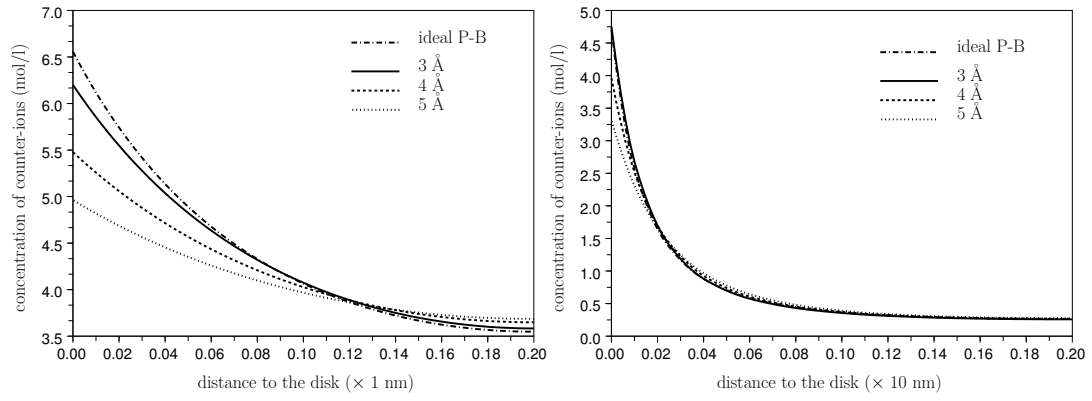 7.0
6.5
6.0
5.5
5.0
4.5
4.0
3.5
concentration of counter-ions (mol/l)
ideal P-B
3 Å
4 Å
5 Å
0.00 0.02 0.04 0.06 0.08 0.10 0.12 0.14 0.16 0.18 0.20
distance to the disk (× 1 nm)
5.0
4.5
4.0
3.5
3.0
2.5
2.0
1.5
1.0
0.5
0.0
concentration of counter-ions (mol/l)
ideal P-B
3 Å
4 Å
5 Å
0.00 0.02 0.04 0.06 0.08 0.10 0.12 0.14 0.16 0.18 0.20
distance to the disk (× 10 nm)